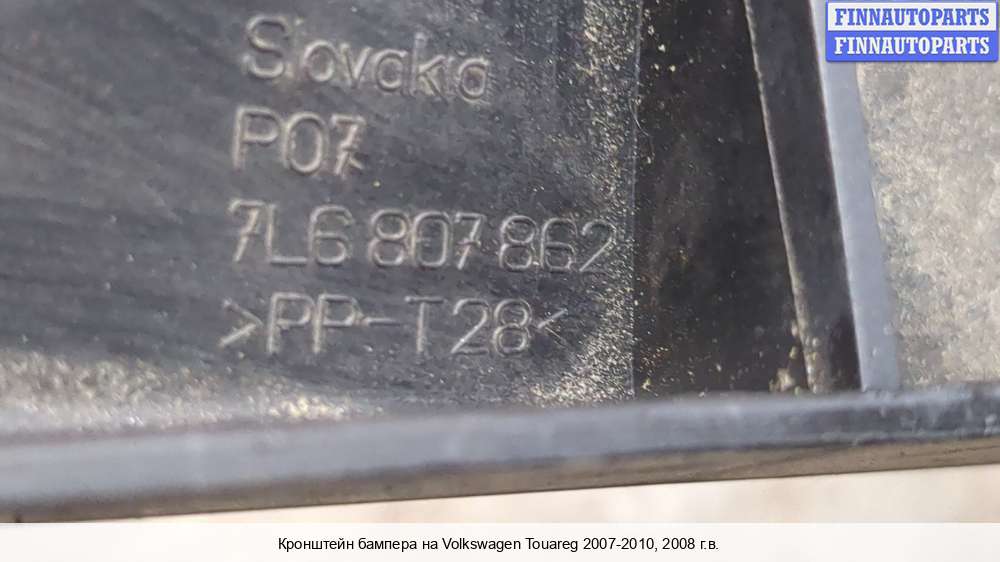 FINNAUTOPARTS
FINNAUTOPARTS
Slovakia
P07
7L6 807 862
>PP-T28<
Кронштейн бампера на Volkswagen Touareg 2007-2010, 2008 г.в.